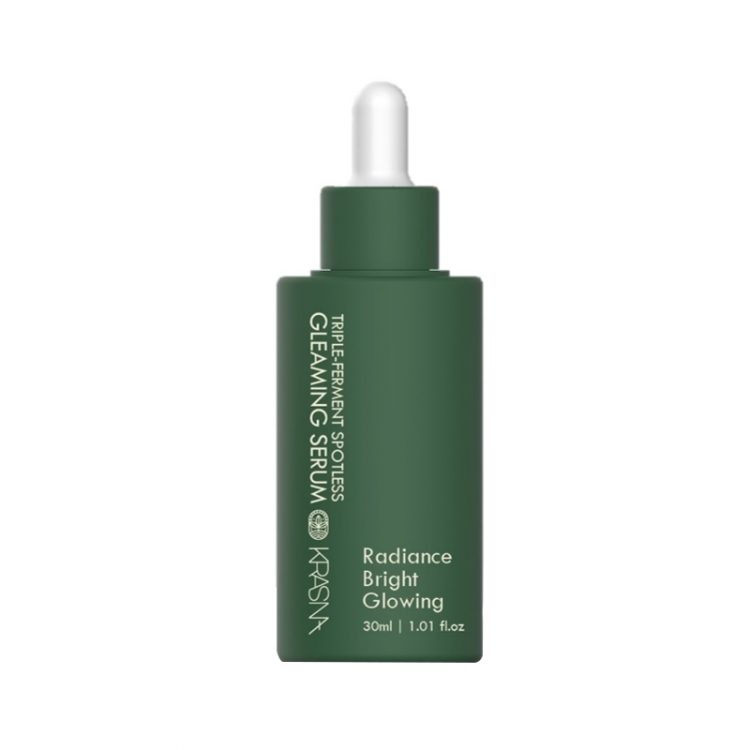 TRIPLE-FERMENT SPOTLESS
GLEAMING SERUM
KRASNA
Radiance
Bright
Glowing
30ml | 1.01 fl.oz